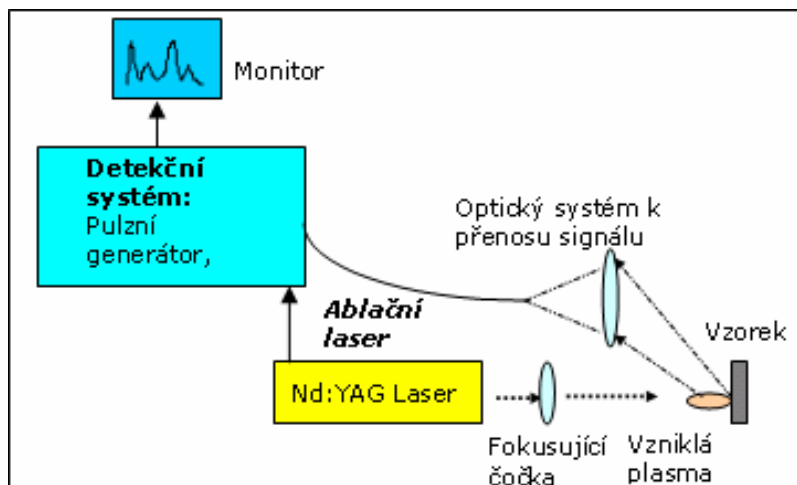 Monitor
Detekční
systém:
Pulzní
generátor,
Optický systém k
přenosu signálu
Ablační
laser
Vzorek
Nd:YAG Laser
Fokusující
čočka
Vzniklá
plasma